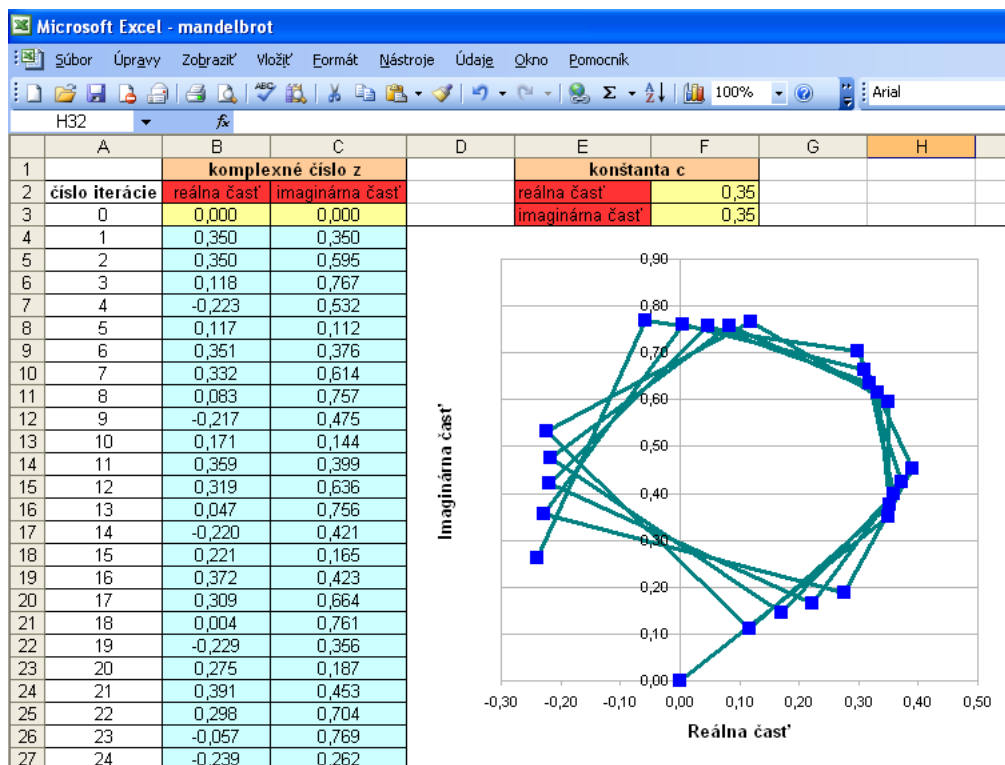 Microsoft Excel - mandelbrot
Súbor Úpravy Zobraziť Vložiť Formát Nástroje Údaje Okno Pomocník
ABC Σ A Z 100% Arial
H32 fx
A B C D E F G H
1 komplexné číslo z konštanta c
2 číslo iterácie reálna časť imaginárna časť reálna časť 0,35
3 0 0,000 0,000 imaginárna časť 0,35
4 1 0,350 0,350
5 2 0,350 0,595
6 3 0,118 0,767
7 4 -0,223 0,532
8 5 0,117 0,112
9 6 0,351 0,376
10 7 0,332 0,614
11 8 0,083 0,757
12 9 -0,217 0,475
13 10 0,171 0,144
14 11 0,359 0,399
15 12 0,319 0,636
16 13 0,047 0,756
17 14 -0,220 0,421
18 15 0,221 0,165
19 16 0,372 0,423
20 17 0,309 0,664
21 18 0,004 0,761
22 19 -0,229 0,356
23 20 0,275 0,187
24 21 0,391 0,453
25 22 0,298 0,704
26 23 -0,057 0,769
27 24 -0,239 0,262
0,90
0,80
0,70
0,60
0,50
0,40
0,30
0,20
0,10
0,00
Imaginárna časť
-0,30 -0,20 -0,10 0,00 0,10 0,20 0,30 0,40 0,50
Reálna časť